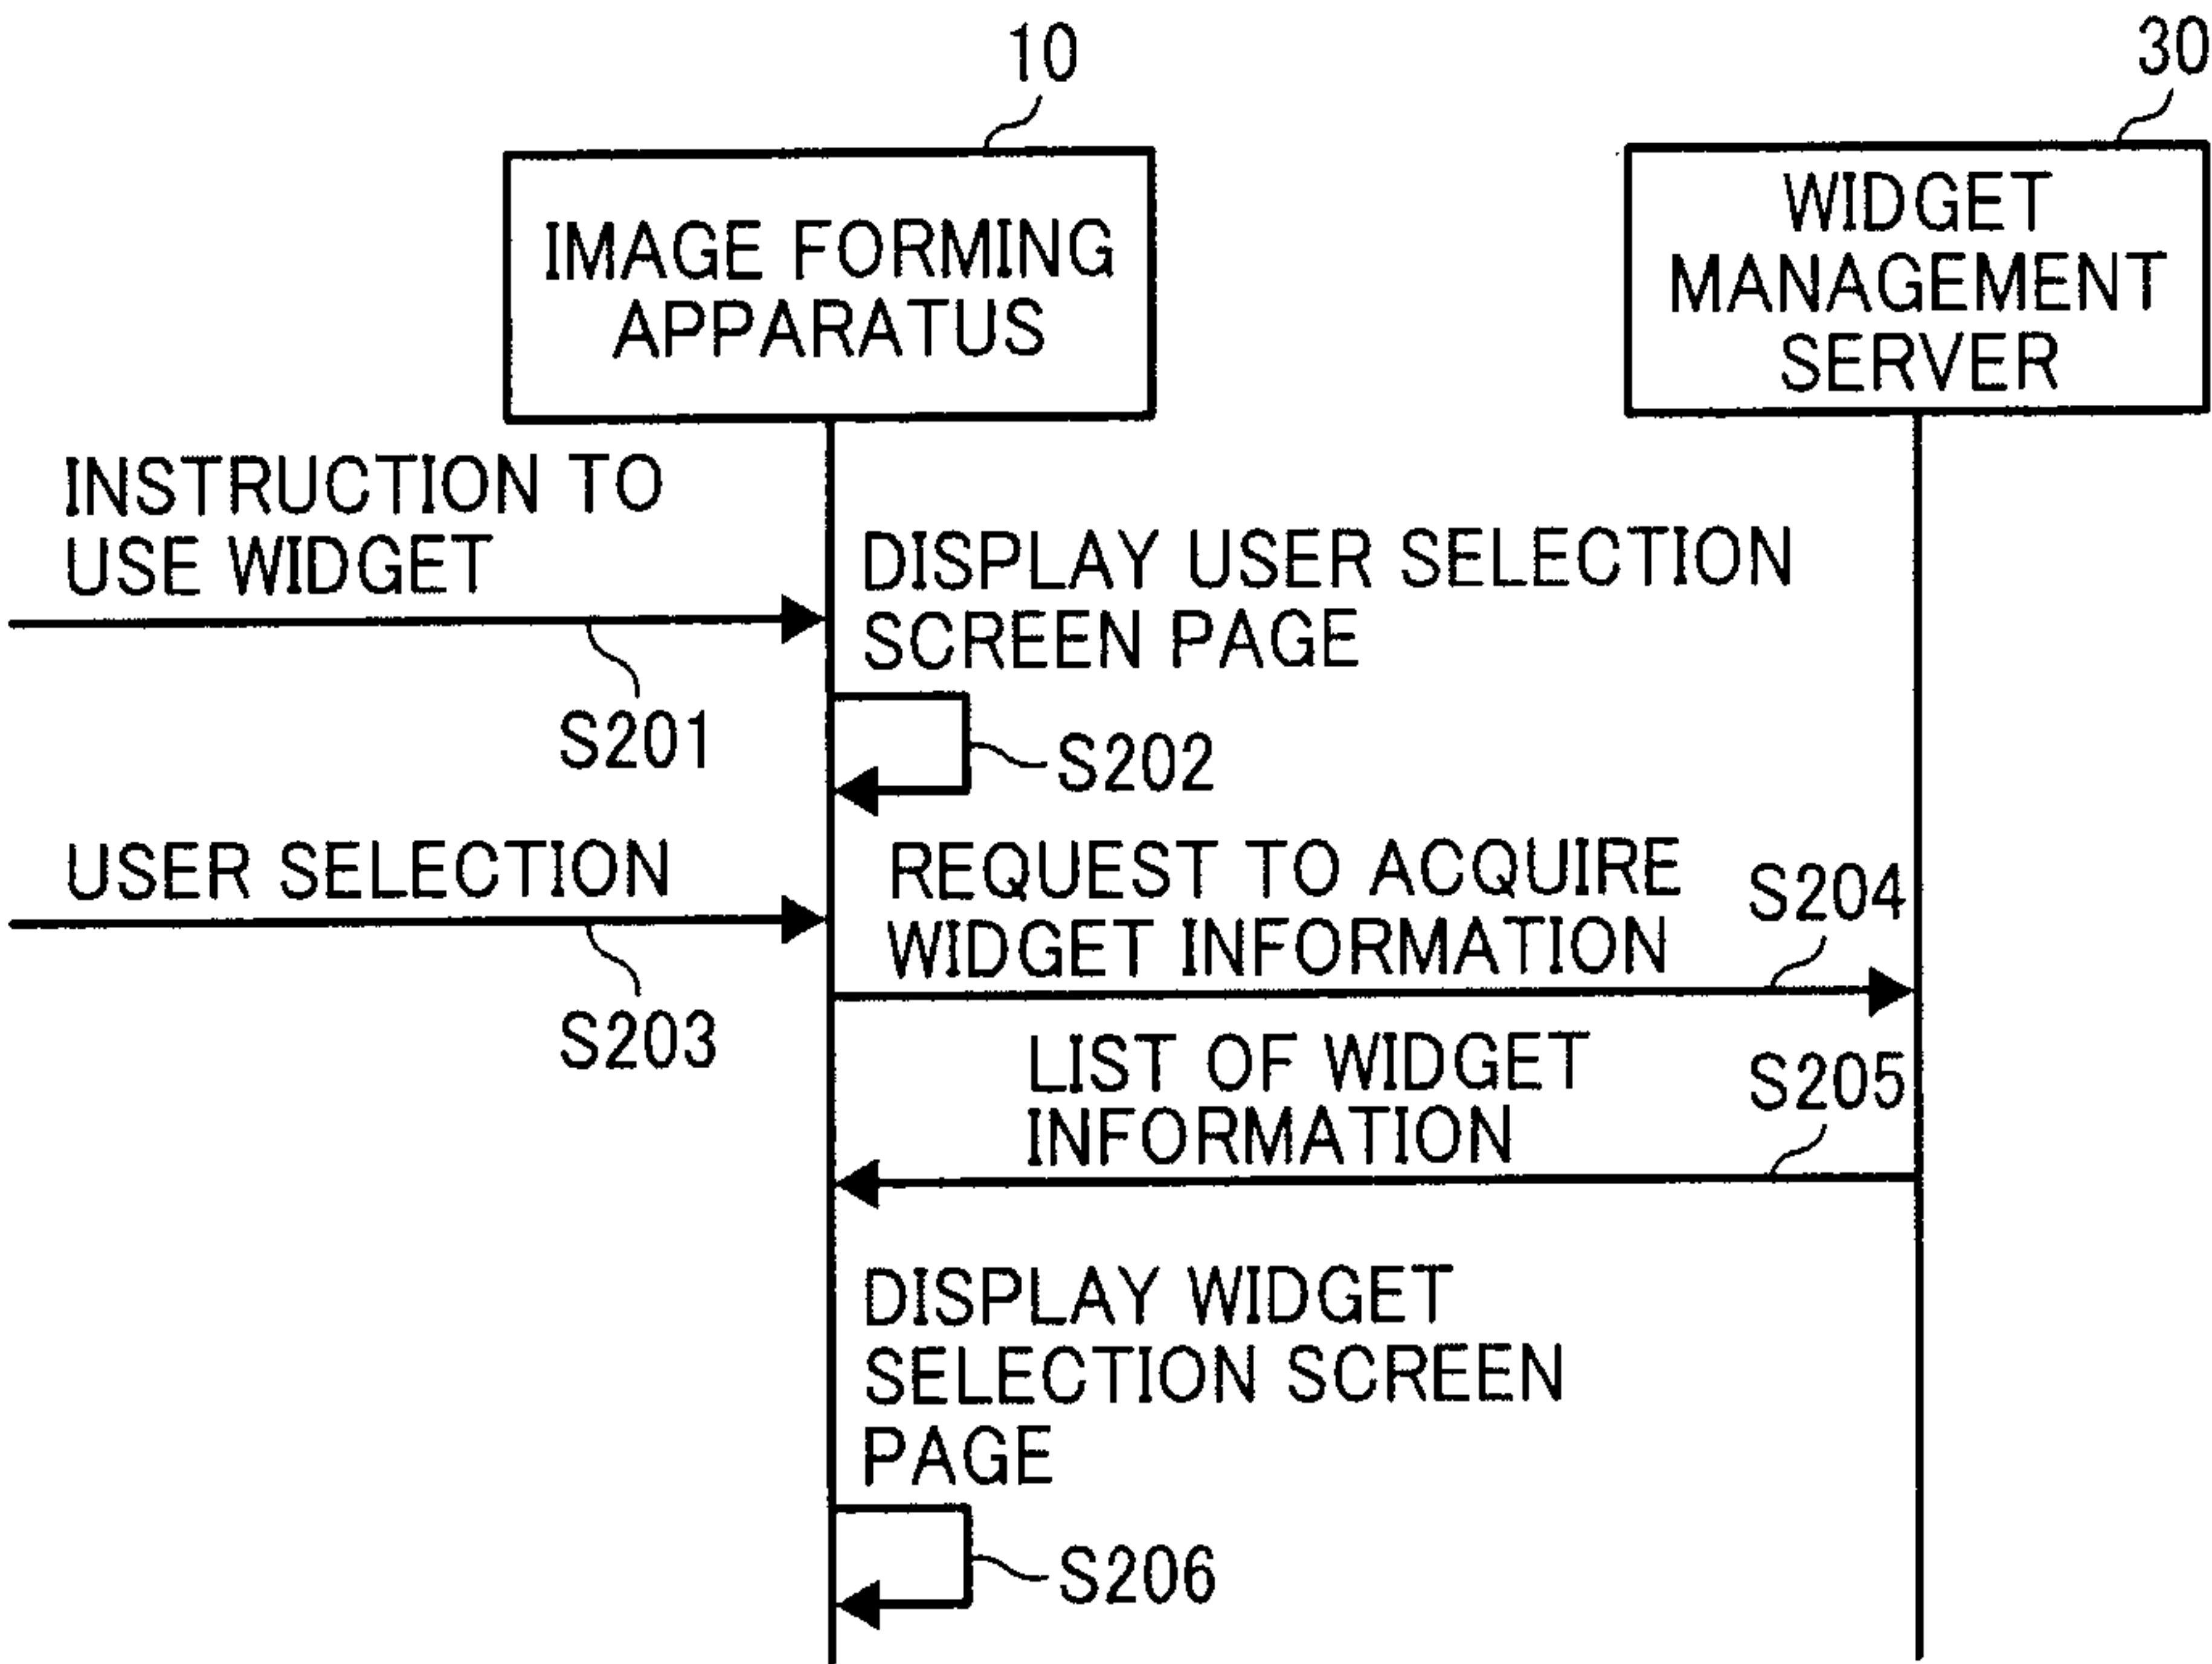 10
30
IMAGE FORMING
APPARATUS
WIDGET
MANAGEMENT
SERVER
INSTRUCTION TO
USE WIDGET
S201
DISPLAY USER SELECTION
SCREEN PAGE
S202
USER SELECTION
S203
REQUEST TO ACQUIRE
WIDGET INFORMATION
S204
LIST OF WIDGET
INFORMATION
S205
DISPLAY WIDGET
SELECTION SCREEN
PAGE
S206